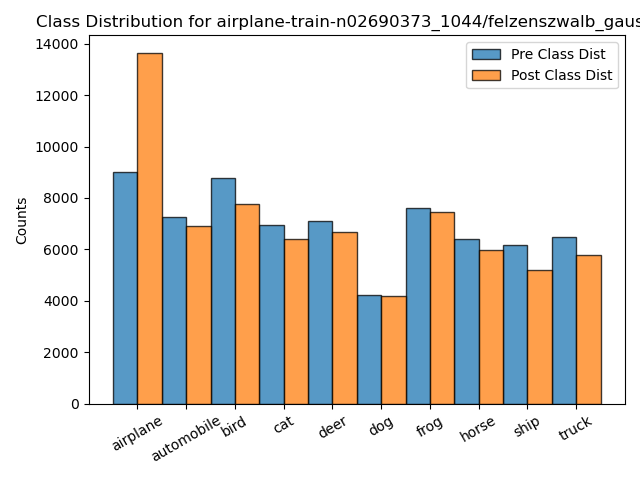 Class Distribution for airplane-train-n02690373_1044/felzenszwalb_gaus
Pre Class Dist
Post Class Dist
Counts
14000
12000
10000
8000
6000
4000
2000
0
airplane
automobile
bird
cat
deer
dog
frog
horse
ship
truck